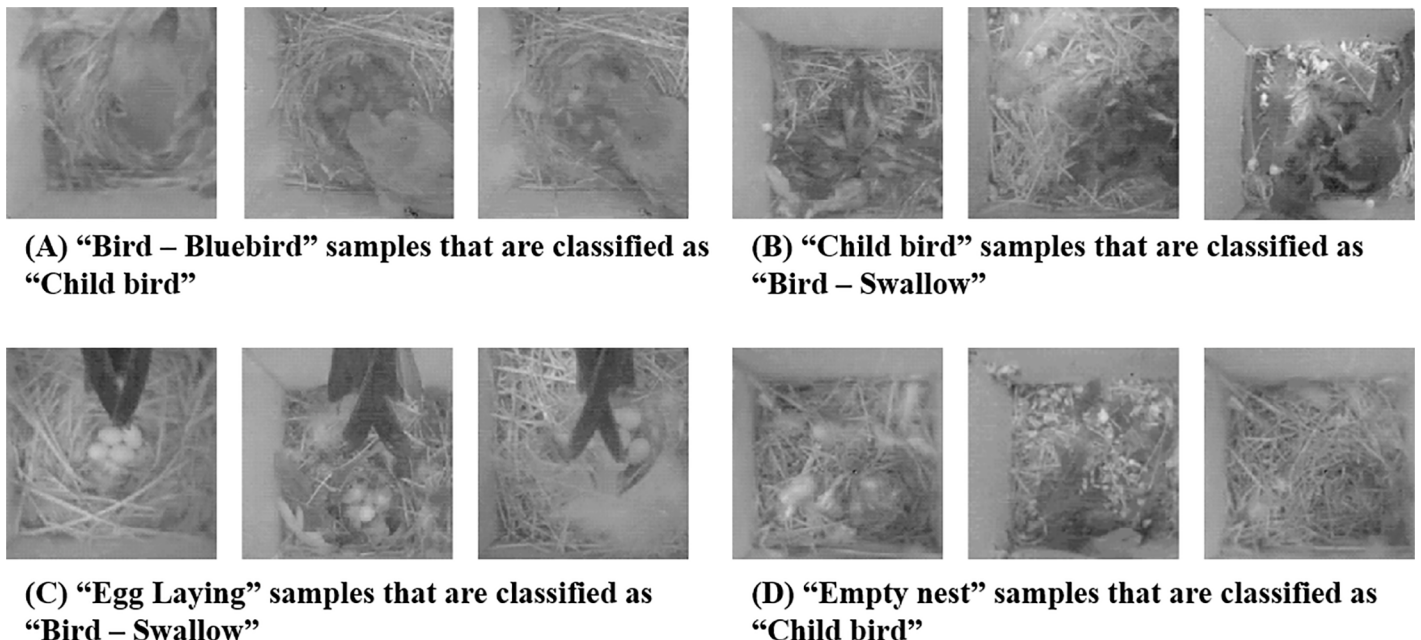 (A) “Bird – Bluebird” samples that are classified as
“Child bird”
(B) “Child bird” samples that are classified as
“Bird – Swallow”
(C) “Egg Laying” samples that are classified as
“Bird – Swallow”
(D) “Empty nest” samples that are classified as
“Child bird”